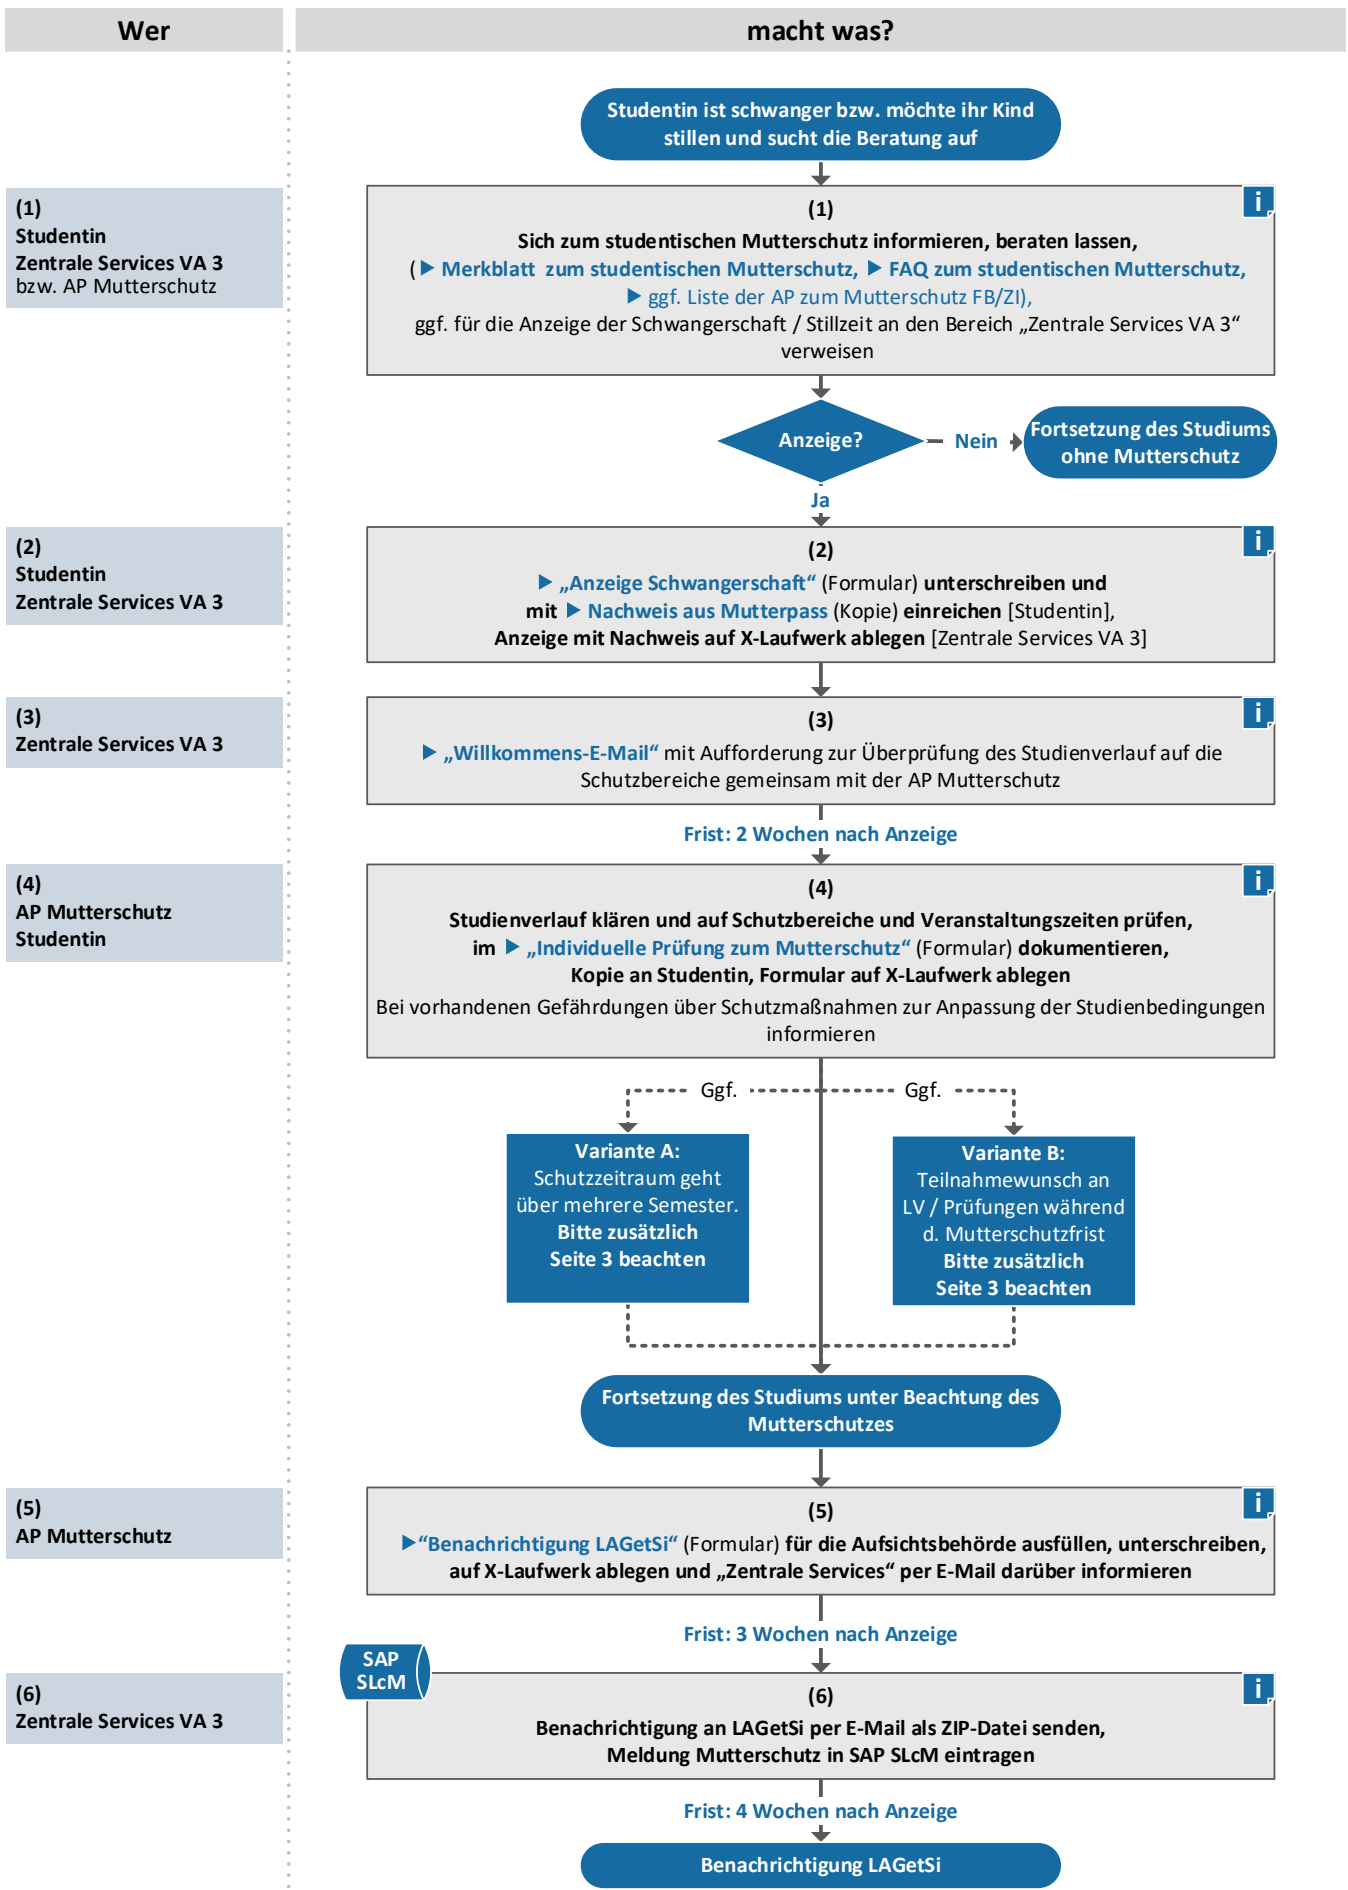 Wer
macht was?
Studentin ist schwanger bzw. möchte ihr Kind
stillen und sucht die Beratung auf
(1)
Studentin
Zentrale Services VA 3
bzw. AP Mutterschutz
i
(1)
Sich zum studentischen Mutterschutz informieren, beraten lassen,
( ▶ Merkblatt zum studentischen Mutterschutz, ▶ FAQ zum studentischen Mutterschutz,
▶ ggf. Liste der AP zum Mutterschutz FB/ZI),
ggf. für die Anzeige der Schwangerschaft / Stillzeit an den Bereich „Zentrale Services VA 3“
verweisen
Anzeige?
Nein
Fortsetzung des Studiums
ohne Mutterschutz
Ja
(2)
Studentin
Zentrale Services VA 3
i
(2)
▶ „Anzeige Schwangerschaft“ (Formular) unterschreiben und
mit ▶ Nachweis aus Mutterpass (Kopie) einreichen [Studentin],
Anzeige mit Nachweis auf X-Laufwerk ablegen [Zentrale Services VA 3]
(3)
Zentrale Services VA 3
i
(3)
▶ „Willkommens-E-Mail“ mit Aufforderung zur Überprüfung des Studienverlauf auf die
Schutzbereiche gemeinsam mit der AP Mutterschutz
Frist: 2 Wochen nach Anzeige
(4)
AP Mutterschutz
Studentin
i
(4)
Studienverlauf klären und auf Schutzbereiche und Veranstaltungszeiten prüfen,
im ▶ „Individuelle Prüfung zum Mutterschutz“ (Formular) dokumentieren,
Kopie an Studentin, Formular auf X-Laufwerk ablegen
Bei vorhandenen Gefährdungen über Schutzmaßnahmen zur Anpassung der Studienbedingungen
informieren
Ggf.
Ggf.
Variante A:
Schutzzeitraum geht
über mehrere Semester.
Bitte zusätzlich
Seite 3 beachten
Variante B:
Teilnahmewunsch an
LV / Prüfungen während
d. Mutterschutzfrist
Bitte zusätzlich
Seite 3 beachten
Fortsetzung des Studiums unter Beachtung des
Mutterschutzes
(5)
AP Mutterschutz
i
(5)
▶“Benachrichtigung LAGetSi“ (Formular) für die Aufsichtsbehörde ausfüllen, unterschreiben,
auf X-Laufwerk ablegen und „Zentrale Services“ per E-Mail darüber informieren
Frist: 3 Wochen nach Anzeige
SAP
SLcM
(6)
Zentrale Services VA 3
i
(6)
Benachrichtigung an LAGetSi per E-Mail als ZIP-Datei senden,
Meldung Mutterschutz in SAP SLcM eintragen
Frist: 4 Wochen nach Anzeige
Benachrichtigung LAGetSi